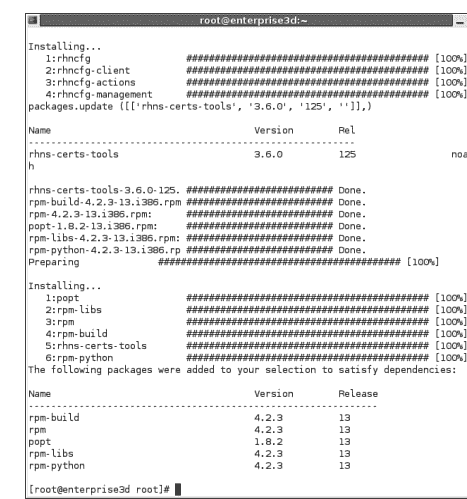 root@enterprise3d:~
Installing...
1:rhncfg ########################################### [100%]
2:rhncfg-client ########################################### [100%]
3:rhncfg-actions ########################################### [100%]
4:rhncfg-management ########################################### [100%]
packages.update ([['rhns-certs-tools', '3.6.0', '125', '']],)
Name Version Rel
----------------------------------------------------------
rhns-certs-tools 3.6.0 125 noa
h
rhns-certs-tools-3.6.0-125. ########################## Done.
rpm-build-4.2.3-13.i386.rpm ########################## Done.
rpm-4.2.3-13.i386.rpm: ########################## Done.
popt-1.8.2-13.i386.rpm: ########################## Done.
rpm-libs-4.2.3-13.i386.rpm: ########################## Done.
rpm-python-4.2.3-13.i386.rp ########################## Done.
Preparing ########################################### [100%]
Installing...
1:popt ########################################### [100%]
2:rpm-libs ########################################### [100%]
3:rpm ########################################### [100%]
4:rpm-build ########################################### [100%]
5:rhns-certs-tools ########################################### [100%]
6:rpm-python ########################################### [100%]
The following packages were added to your selection to satisfy dependencies:
Name Version Release
--------------------------------------------------------------
rpm-build 4.2.3 13
rpm 4.2.3 13
popt 1.8.2 13
rpm-libs 4.2.3 13
rpm-python 4.2.3 13
[root@enterprise3d root]#